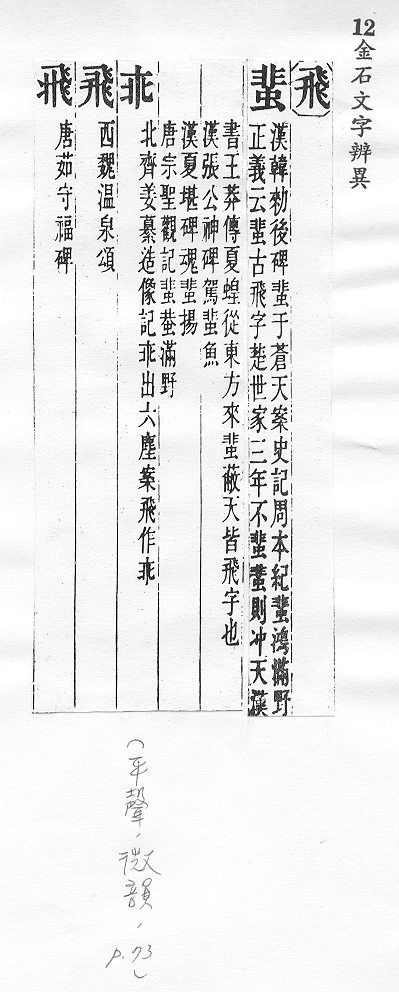 12金石文字辨異
飛
蜚
漢韓勑後碑蜚于蒼天案史記周本紀蜚鴻滿野
正義云蜚古飛字楚世家三年不蜚蜚則冲天漢
書王莽傳夏蝗從東方來蜚蔽天皆飛字也
漢張公神碑駕蜚魚
漢夏堪碑魂蜚揚
唐宗聖觀記蜚滿野
北齊姜纂造像記出六塵案飛作
飛
西魏温泉頌
飛
唐茹守福碑
(平聲,微韻,p.73)